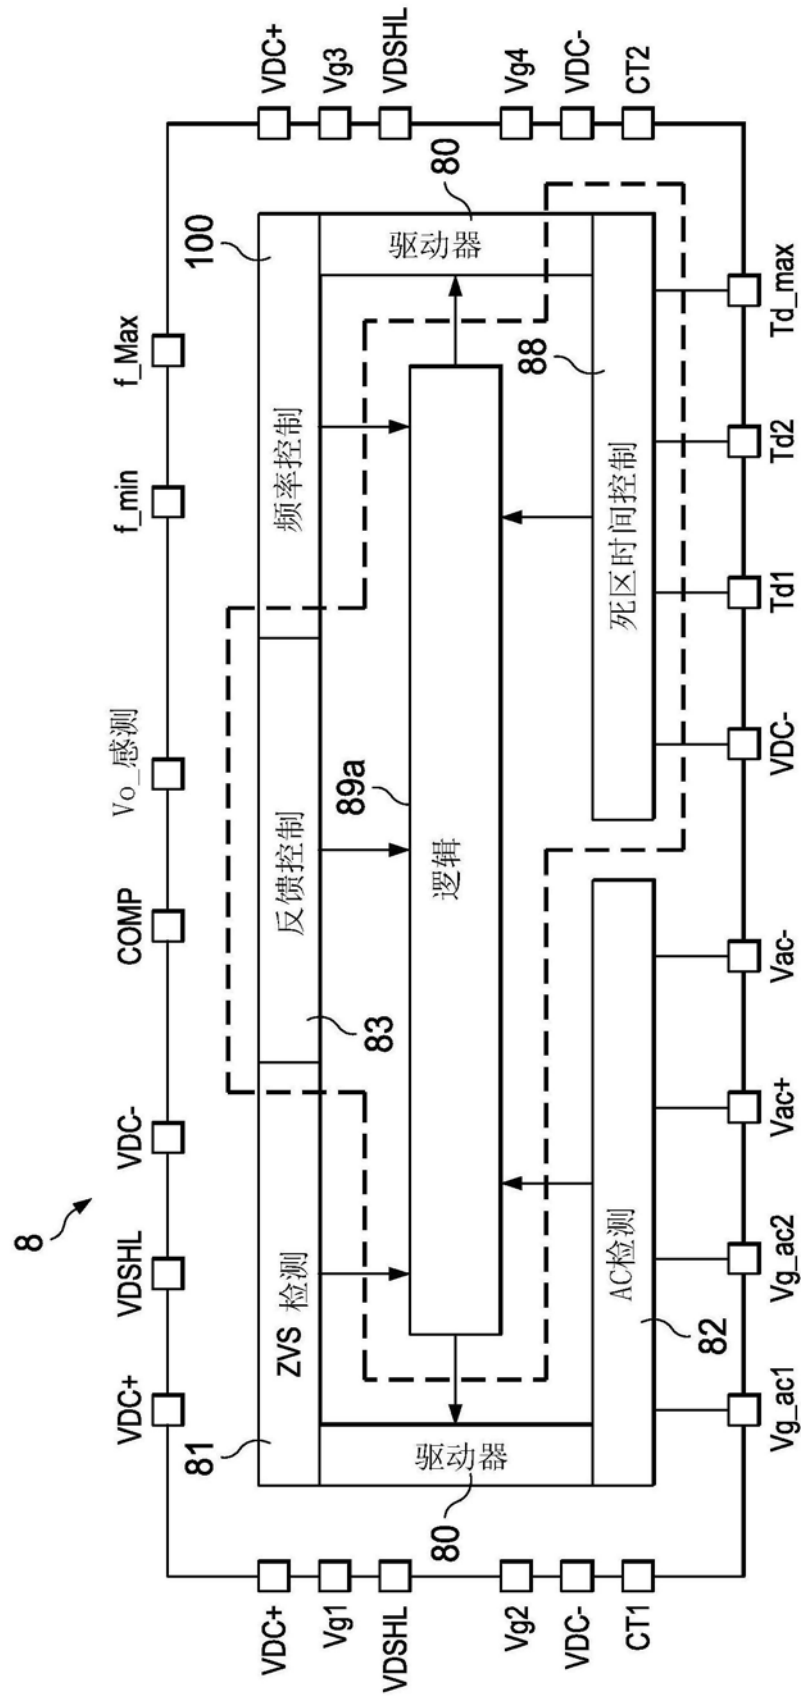 8
VDC+
VDSHL
VDC-
COMP
Vo_感测
f_min
f_Max
VDC+
Vg1
VDSHL
Vg2
VDC-
CT1
81
ZVS 检测
反馈控制
83
频率控制
100
驱动器
80
89a
逻辑
驱动器
80
AC检测
82
死区时间控制
88
VDC+
Vg3
VDSHL
Vg4
VDC-
CT2
Vg_ac1
Vg_ac2
Vac+
Vac-
VDC-
Td1
Td2
Td_max